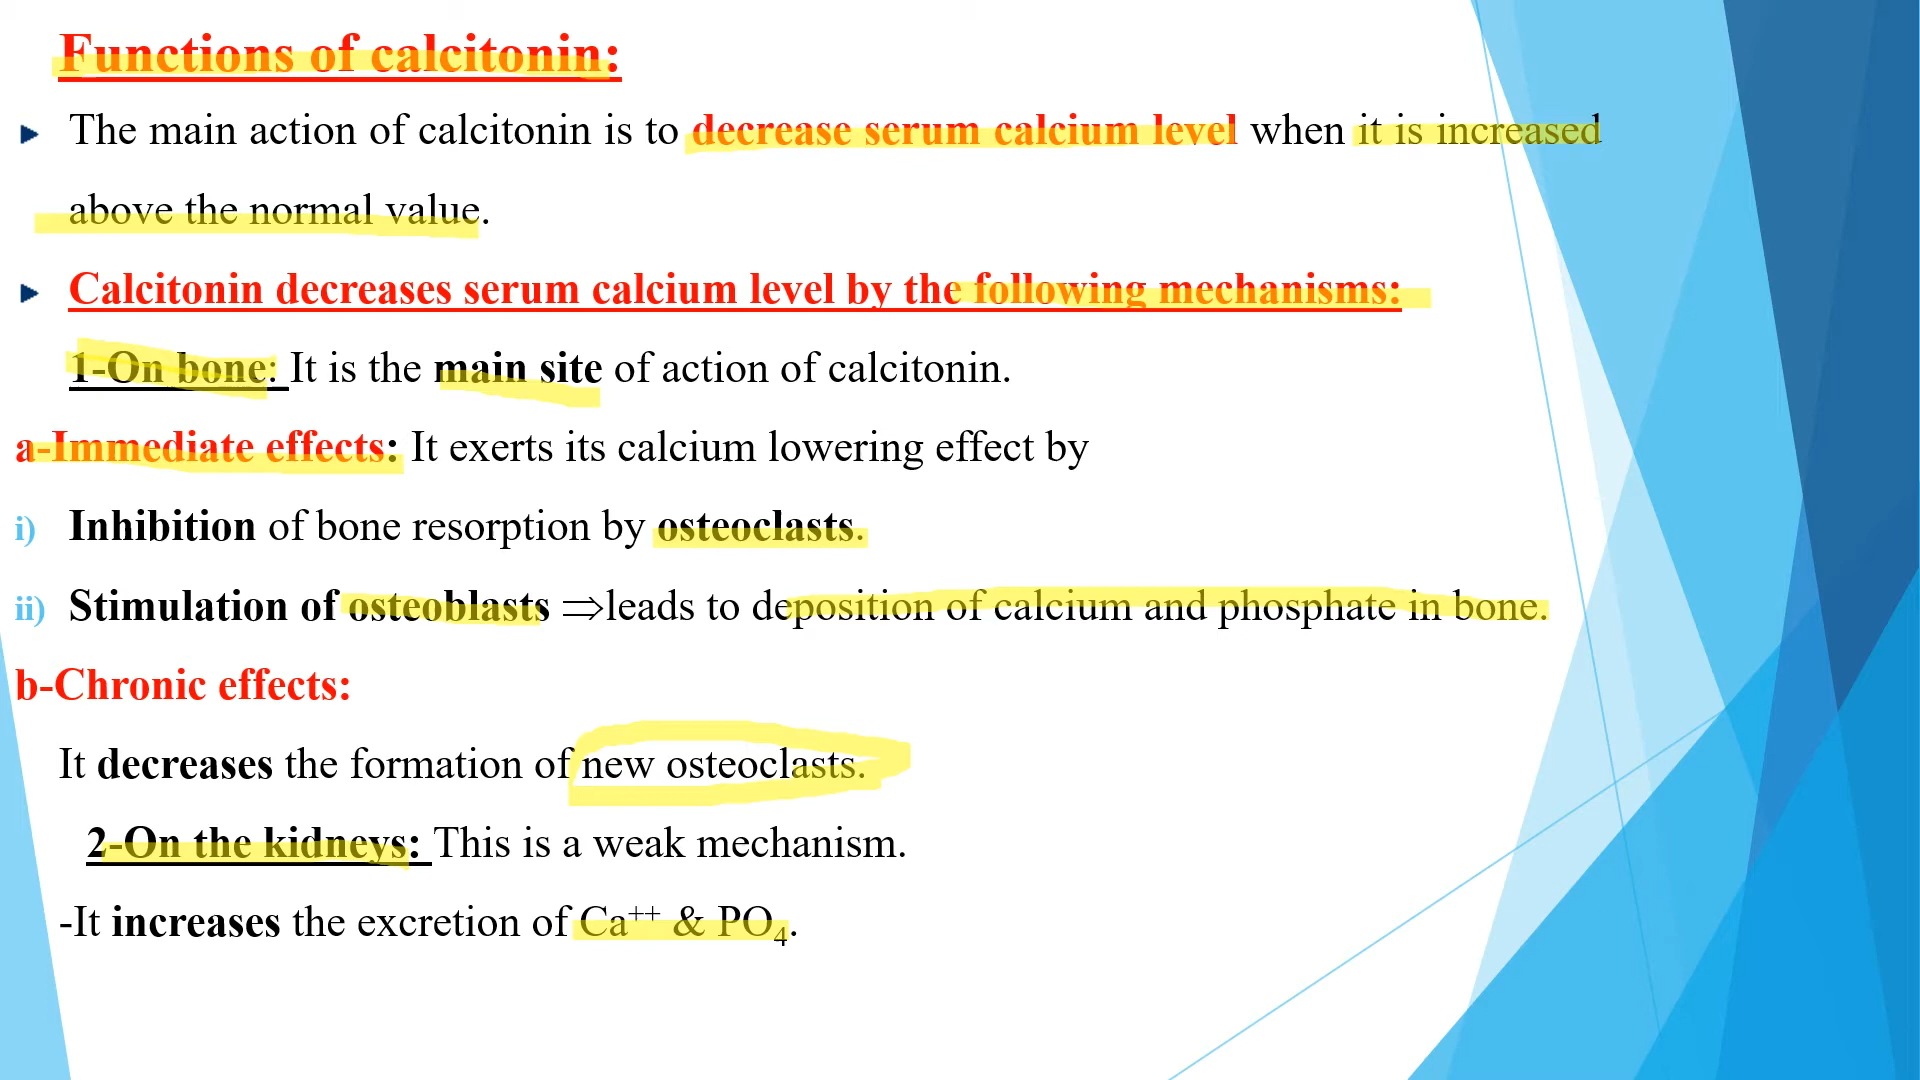 Functions of calcitonin:
The main action of calcitonin is to decrease serum calcium level when it is increased
above the normal value.
Calcitonin decreases serum calcium level by the following mechanisms:
1-On bone: It is the main site of action of calcitonin.
a-Immediate effects: It exerts its calcium lowering effect by
i) Inhibition of bone resorption by osteoclasts.
ii) Stimulation of osteoblasts ⇒leads to deposition of calcium and phosphate in bone.
b-Chronic effects:
It decreases the formation of new osteoclasts.
2-On the kidneys: This is a weak mechanism.
-It increases the excretion of Ca⁺⁺ & PO₄.